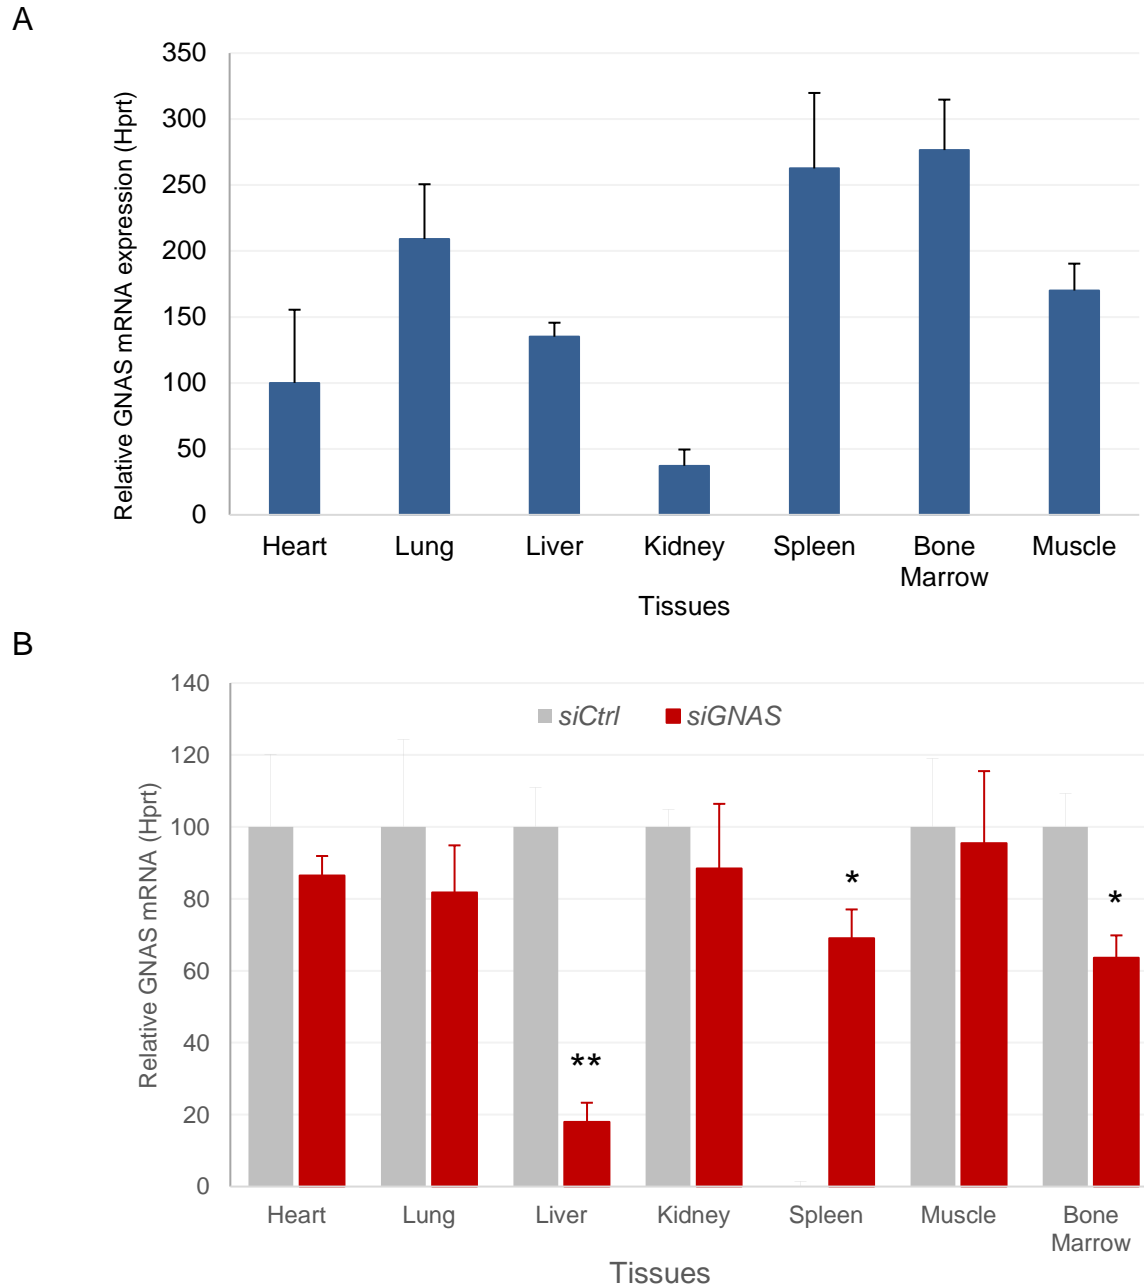 A
Relative GNAS mRNA expression (Hprt)
350
300
250
200
150
100
50
0
Heart Lung Liver Kidney Spleen Bone Marrow Muscle
Tissues
B
Relative GNAS mRNA (Hprt)
140
siCtrl siGNAS
120
100
80
*
*
60
40
**
20
0
Heart Lung Liver Kidney Spleen Muscle Bone Marrow
Tissues